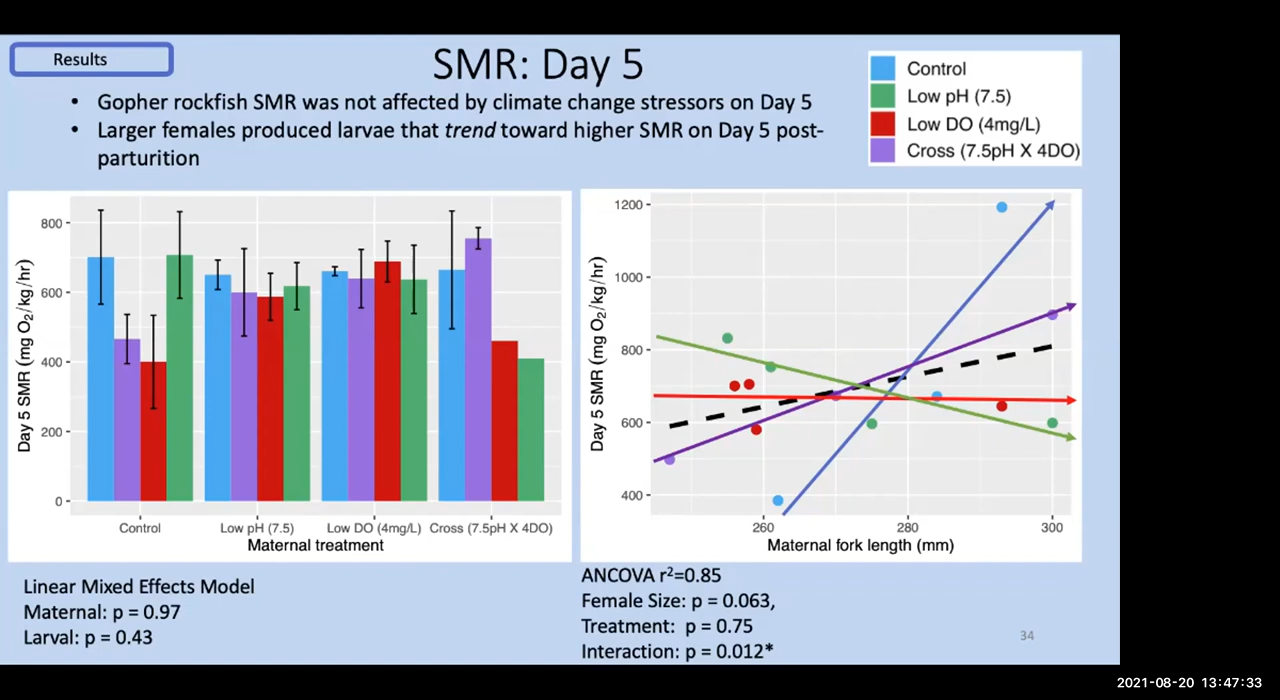 Results
SMR: Day 5
• Gopher rockfish SMR was not affected by climate change stressors on Day 5
• Larger females produced larvae that trend toward higher SMR on Day 5 post-
parturition
Control
Low pH (7.5)
Low DO (4mg/L)
Cross (7.5pH X 4DO)
Day 5 SMR (mg O₂/kg/hr)
800
600
400
200
0
Control
Low pH (7.5)
Low DO (4mg/L)
Cross (7.5pH X 4DO)
Maternal treatment
Day 5 SMR (mg O₂/kg/hr)
1200
1000
800
600
400
260
280
300
Maternal fork length (mm)
Linear Mixed Effects Model
Maternal: p = 0.97
Larval: p = 0.43
ANCOVA r²=0.85
Female Size: p = 0.063,
Treatment:  p = 0.75
Interaction: p = 0.012*
34
2021-08-20 13:47:33